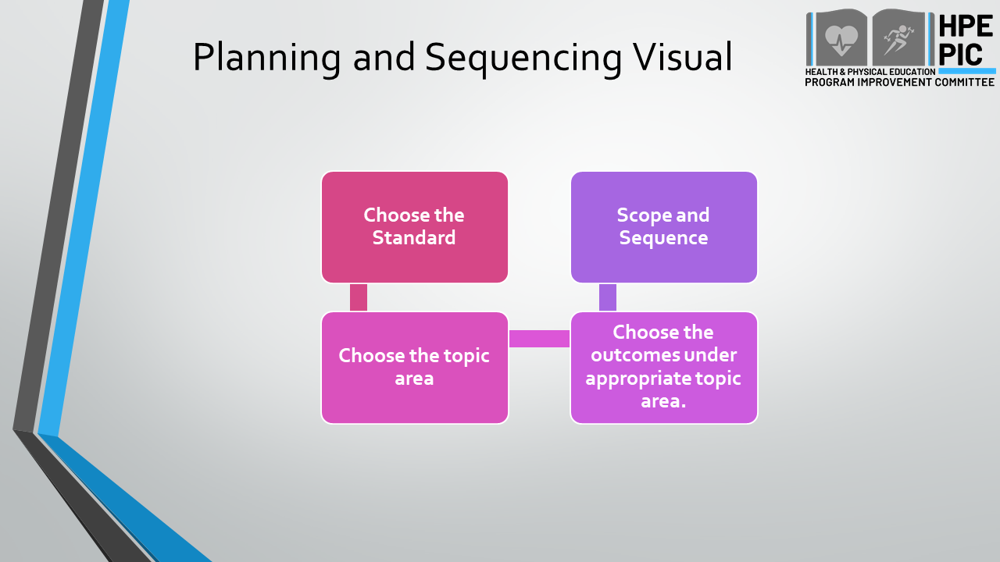 Planning and Sequencing Visual
HPE
PIC
HEALTH & PHYSICAL EDUCATION
PROGRAM IMPROVEMENT COMMITTEE
Choose the
Standard
Choose the topic
area
Choose the
outcomes under
appropriate topic
area.
Scope and
Sequence